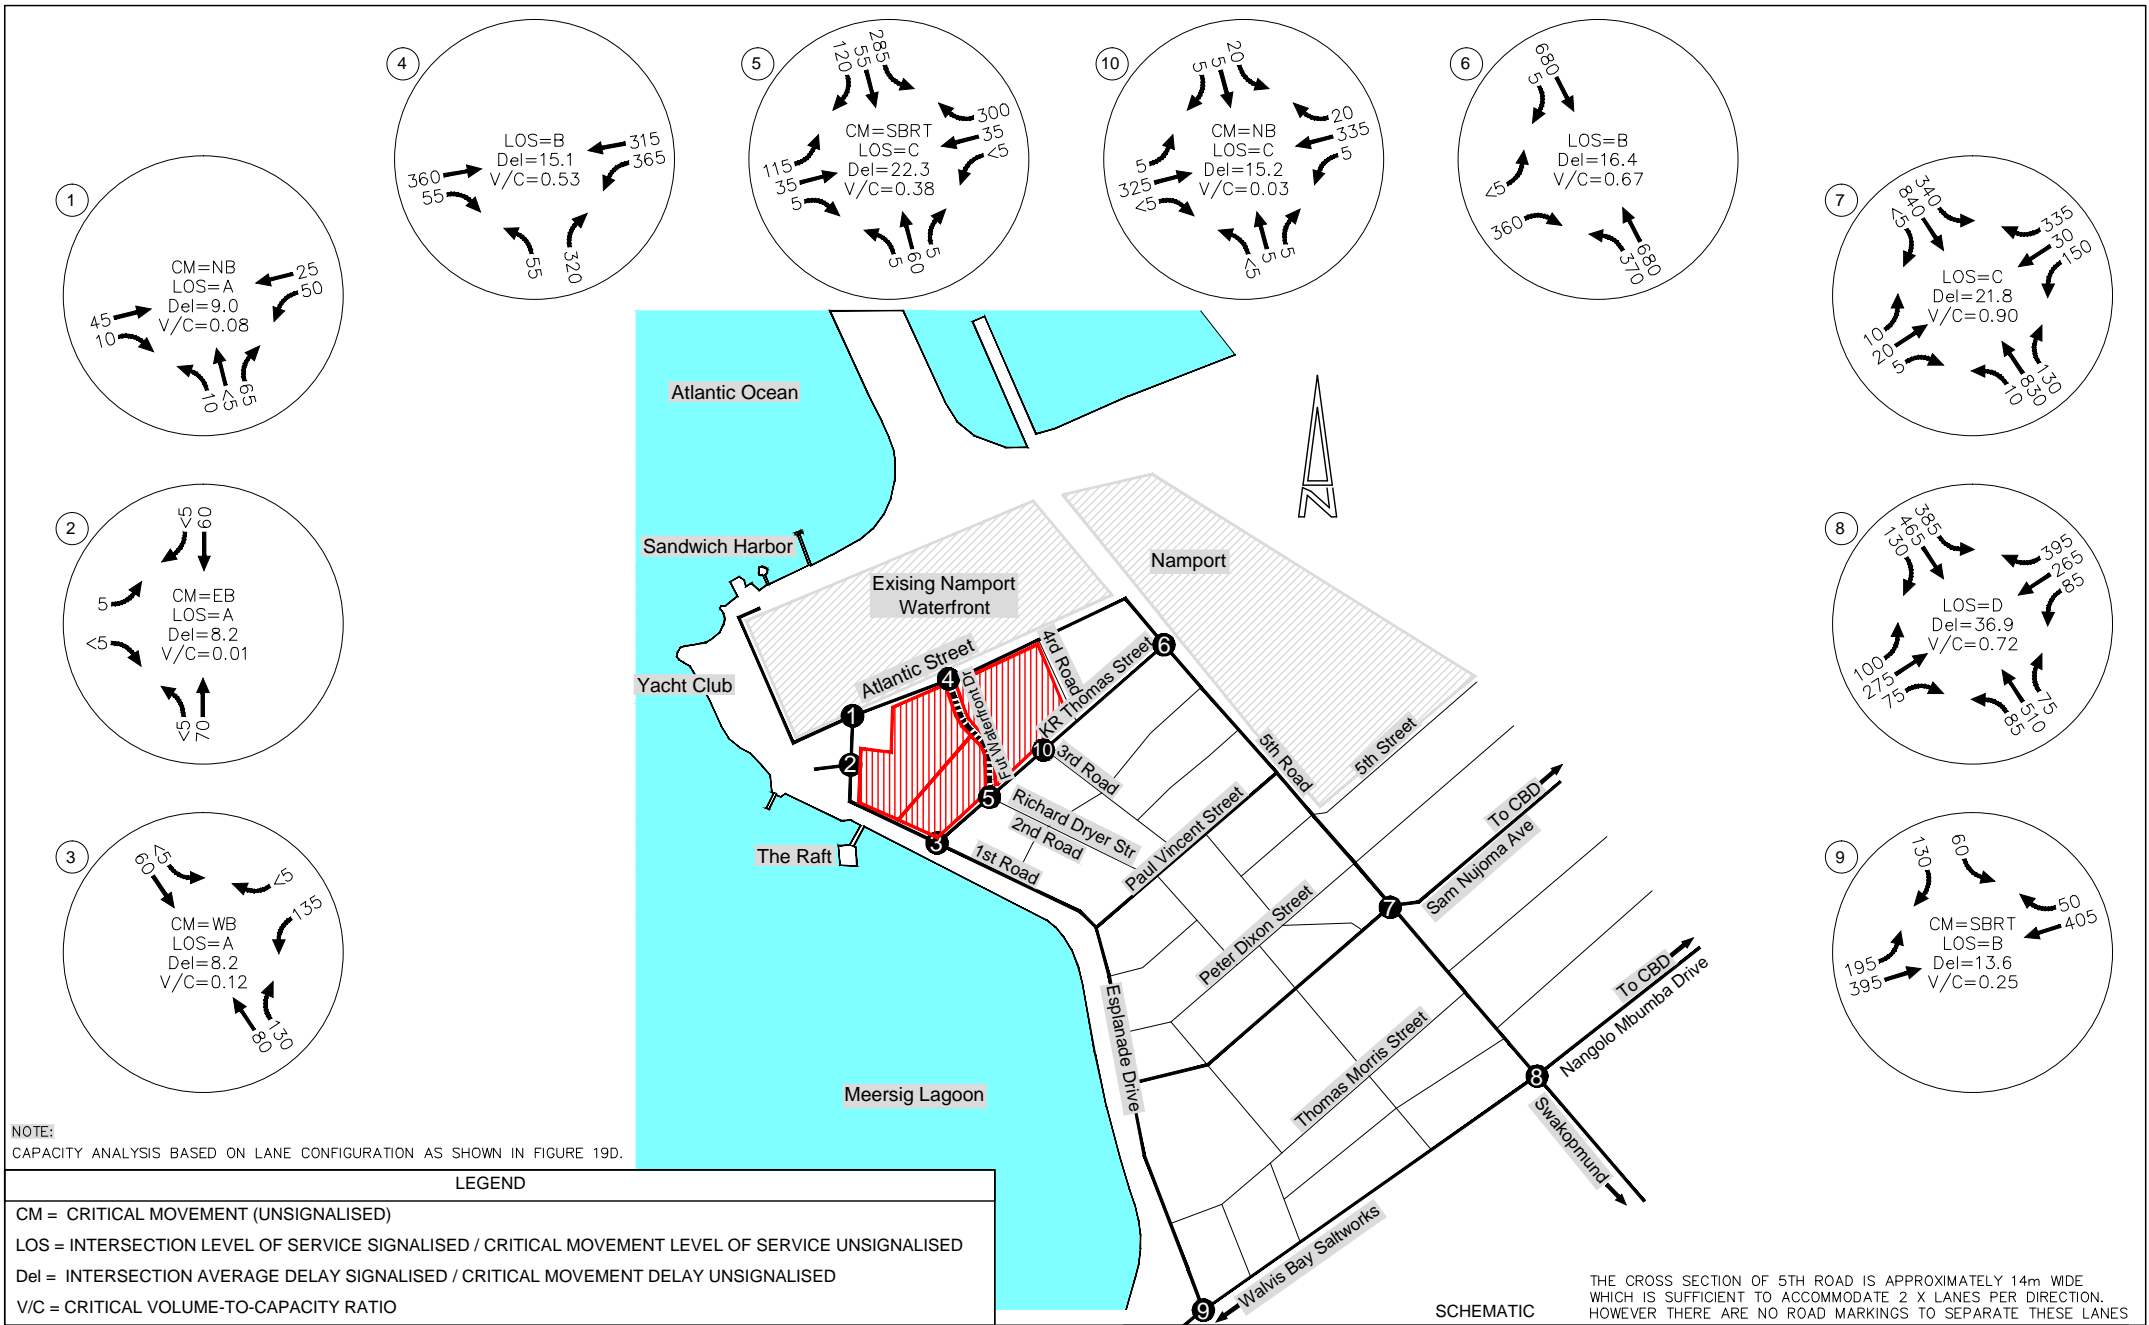 4
5
10
6
LOS=B
Del=15.1
V/C=0.53
360
55
315
365
55
320
120
55
285
CM=SBRT
LOS=C
Del=22.3
V/C=0.38
300
35
<5
115
35
5
5
60
5
5
5
20
CM=NB
LOS=C
Del=15.2
V/C=0.03
20
335
5
5
325
<5
<5
5
5
680
5
LOS=B
Del=16.4
V/C=0.67
<5
360
370
680
1
CM=NB
LOS=A
Del=9.0
V/C=0.08
25
50
45
10
10
<5
65
7
<5
840
340
LOS=C
Del=21.8
V/C=0.90
335
30
150
10
20
5
10
830
130
2
<5
60
CM=EB
LOS=A
Del=8.2
V/C=0.01
5
<5
<5
70
8
130
465
385
LOS=D
Del=36.9
V/C=0.72
395
265
85
100
275
75
85
510
75
3
60
<5
CM=WB
LOS=A
Del=8.2
V/C=0.12
<5
135
80
130
9
130
60
CM=SBRT
LOS=B
Del=13.6
V/C=0.25
50
405
195
395
Atlantic Ocean
N
Sandwich Harbor
Exising Namport
Waterfront
Namport
Yacht Club
Atlantic Street
4rd Road
KR Thomas Street
Fut Waterfront Dr
1
2
3
4
5
6
7
8
9
10
3rd Road
Richard Dryer Str
2nd Road
1st Road
The Raft
5th Road
5th Street
Paul Vincent Street
To CBD
Sam Nujoma Ave
Peter Dixon Street
Esplanade Drive
Thomas Morris Street
To CBD
Nangolo Mbumba Drive
Swakopmund
Walvis Bay Saltworks
Meersig Lagoon
NOTE:
CAPACITY ANALYSIS BASED ON LANE CONFIGURATION AS SHOWN IN FIGURE 19D.
LEGEND
CM = CRITICAL MOVEMENT (UNSIGNALISED)
LOS = INTERSECTION LEVEL OF SERVICE SIGNALISED / CRITICAL MOVEMENT LEVEL OF SERVICE UNSIGNALISED
Del = INTERSECTION AVERAGE DELAY SIGNALISED / CRITICAL MOVEMENT DELAY UNSIGNALISED
V/C = CRITICAL VOLUME-TO-CAPACITY RATIO
SCHEMATIC
THE CROSS SECTION OF 5TH ROAD IS APPROXIMATELY 14m WIDE
WHICH IS SUFFICIENT TO ACCOMMODATE 2 X LANES PER DIRECTION.
HOWEVER THERE ARE NO ROAD MARKINGS TO SEPARATE THESE LANES